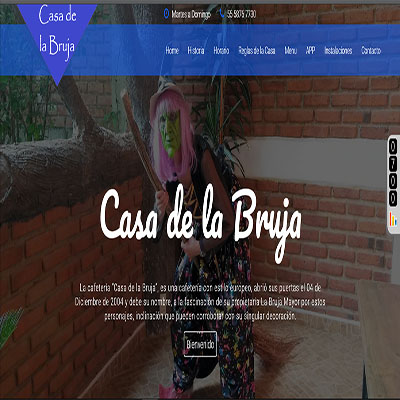 Casa de
la Bruja
Martes a Domingo 55 5875 7730
Home Historia Horario Reglas de la Casa Menu APP Instalaciones Contacto
Casa de la Bruja
La cafetería "Casa de la Bruja", es una cafetería con estilo europeo, abrió sus puertas el 04 de
Diciembre de 2004 y debe su nombre, a la fascinación de su propietaria La Bruja Mayor por estos
personajes, inclinación que pueden corroborar con su singular decoración.
Bienvenido